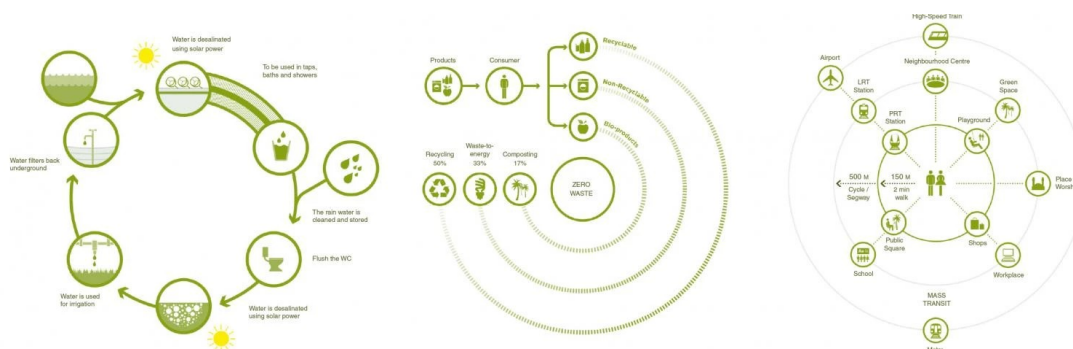 Water is desalinated
using solar power
To be used in taps,
baths and showers
Water filters back
underground
The rain water is
cleaned and stored
Flush the WC
Water is used
for irrigation
Water is desalinated
using solar power
Products
Consumer
Recyclable
Non-Recyclable
Bio-products
Recycling
50%
Waste-to-
energy
33%
Composting
17%
ZERO
WASTE
High-Speed Train
Airport
Neighbourhood Centre
LRT
Station
Green
Space
PRT
Station
Playground
500 M
Cycle /
Segway
150 M
2 min
walk
Place
Public
Square
Shops
School
Workplace
MASS
TRANSIT